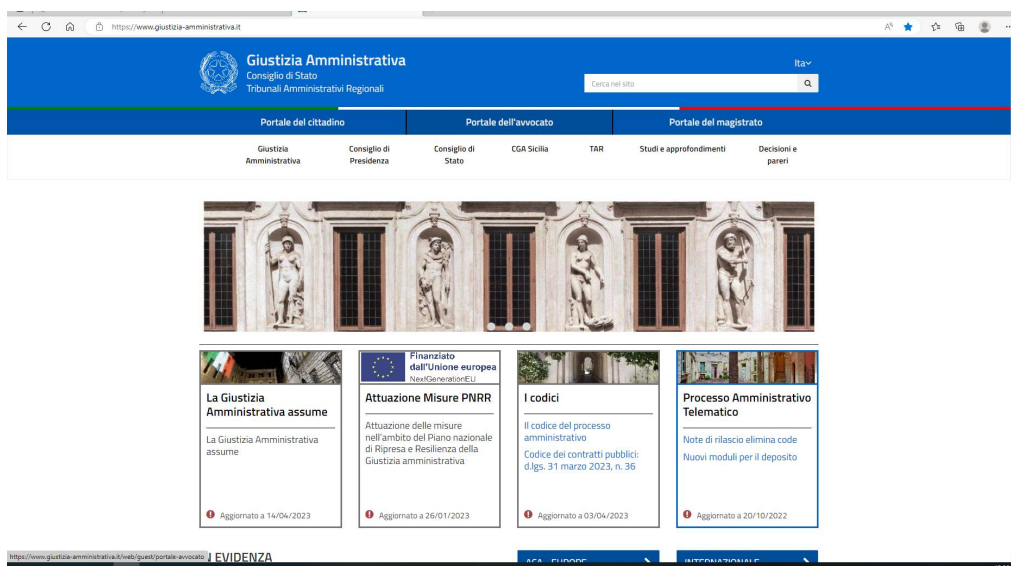 https://www.giustizia-amministrativa.it
Giustizia Amministrativa
Consiglio di Stato
Tribunali Amministrativi Regionali
Ita
Cerca nel sito
Portale del cittadino
Portale dell'avvocato
Portale del magistrato
Giustizia
Amministrativa
Consiglio di
Presidenza
Consiglio di
Stato
CGA Sicilia
TAR
Studi e approfondimenti
Decisioni e
pareri
La Giustizia
Amministrativa assume
La Giustizia Amministrativa
assume
Aggiornato a 14/04/2023
Finanziato
dall'Unione europea
NextGenerationEU
Attuazione Misure PNRR
Attuazione delle misure
nell'ambito del Piano nazionale
di Ripresa e Resilienza della
Giustizia amministrativa
Aggiornato a 26/01/2023
I codici
Il codice del processo
amministrativo
Codice dei contratti pubblici:
d.lgs. 31 marzo 2023, n. 36
Aggiornato a 03/04/2023
Processo Amministrativo
Telematico
Note di rilascio elimina code
Nuovi moduli per il deposito
Aggiornato a 20/10/2022
https://www.giustizia-amministrativa.it/web/guest/portale-avvocato
N EVIDENZA
ACA - EUROPE
INTERNAZIONALE